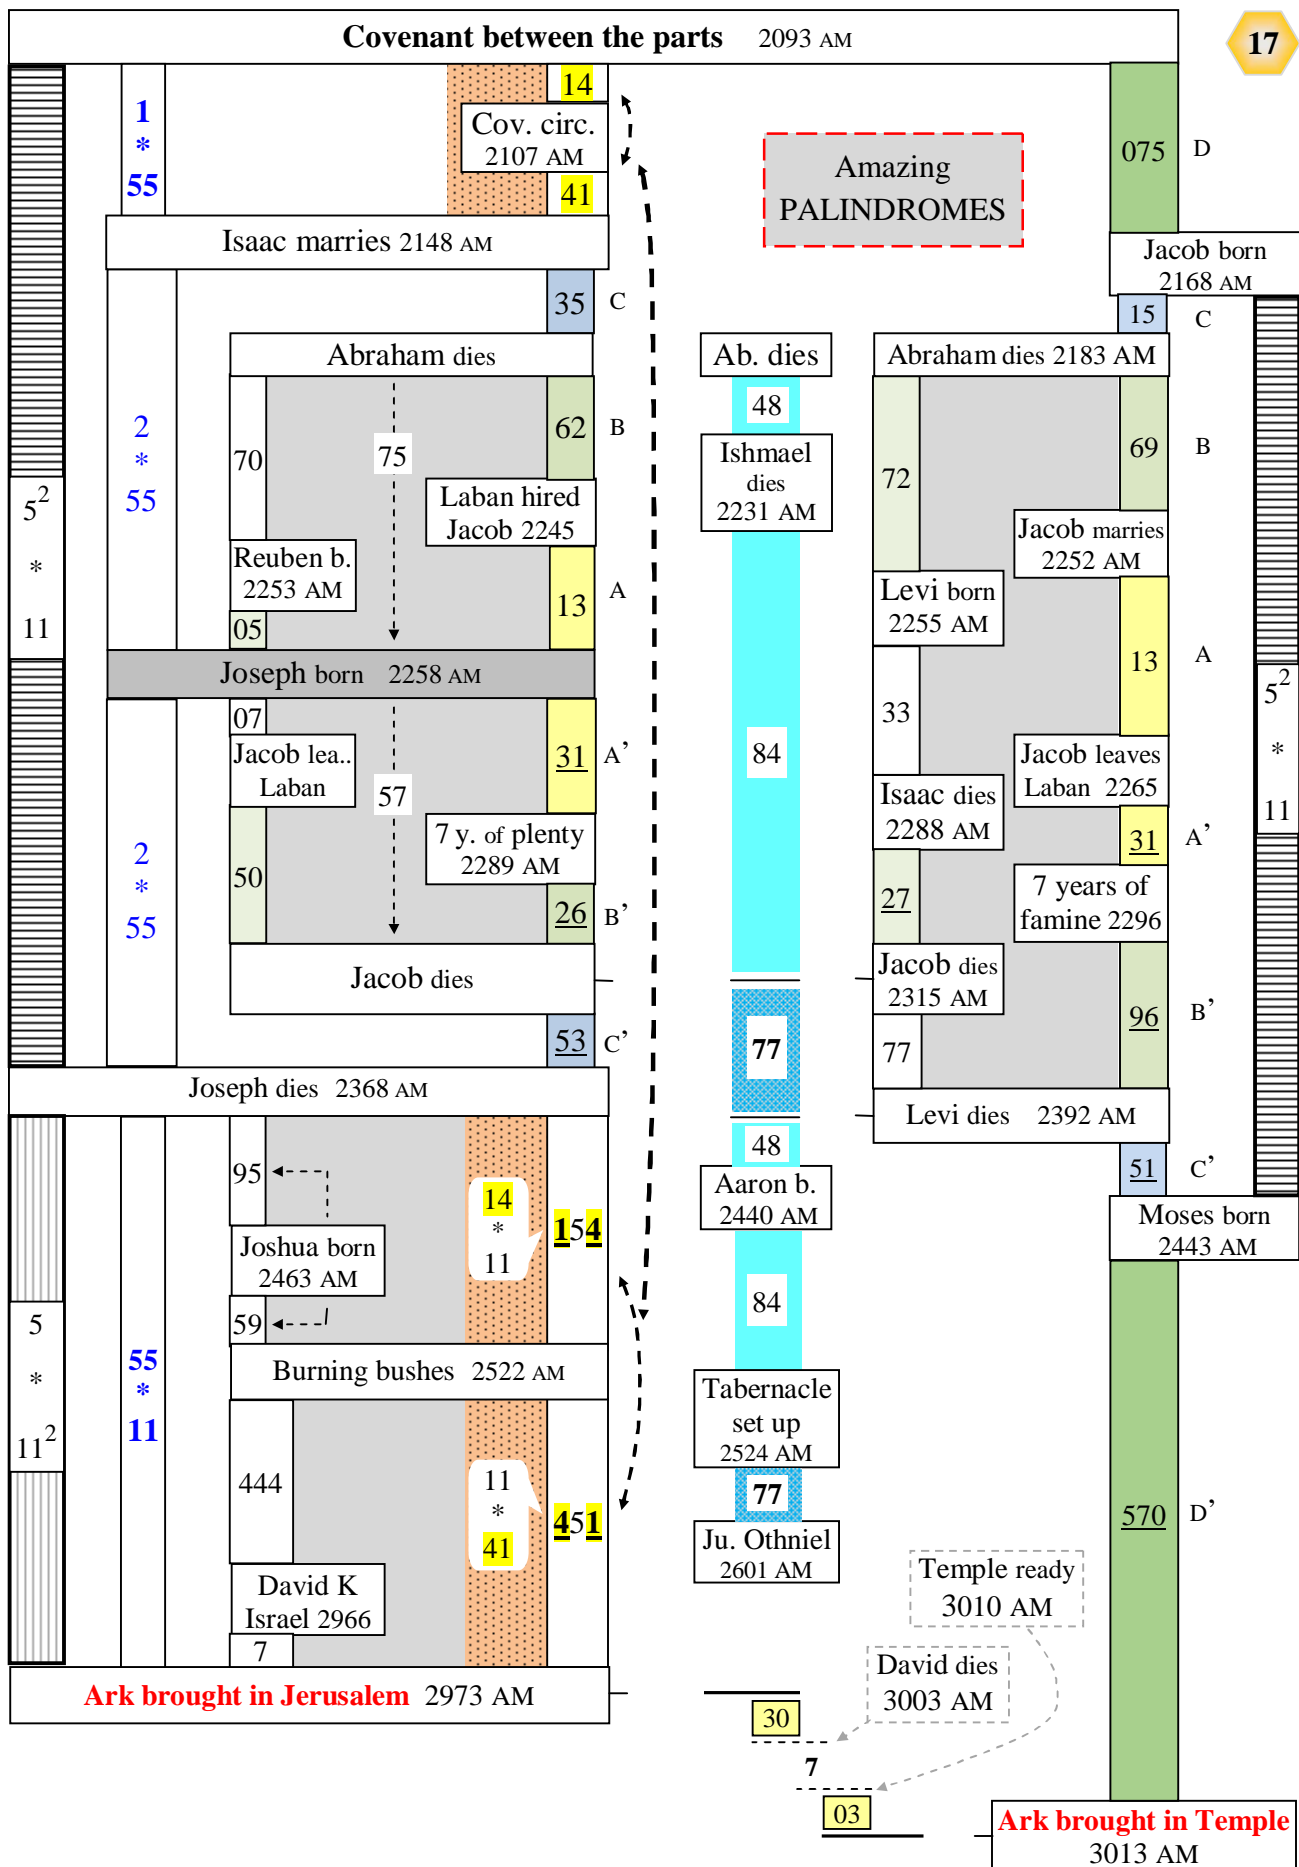 Covenant between the parts 2093 AM
17
1
*
55
14
Cov. circ.
2107 AM
41
Amazing
PALINDROMES
075
D
Isaac marries 2148 AM
Jacob born
2168 AM
35
C
15
C
Abraham dies
Ab. dies
Abraham dies 2183 AM
2
*
55
70
75
62
B
48
72
69
B
Laban hired
Jacob 2245
Ishmael
dies
2231 AM
Jacob marries
2252 AM
5²
*
11
Reuben b.
2253 AM
05
13
A
Levi born
2255 AM
13
A
Joseph born 2258 AM
5²
*
11
07
Jacob lea..
Laban
57
31
A’
84
33
Jacob leaves
Laban 2265
7 y. of plenty
2289 AM
Isaac dies
2288 AM
31
A’
2
*
55
50
26
B’
27
7 years of
famine 2296
Jacob dies
Jacob dies
2315 AM
53
C’
77
77
96
B’
Joseph dies 2368 AM
Levi dies 2392 AM
95
14
*
11
154
48
51
C’
Joshua born
2463 AM
Aaron b.
2440 AM
Moses born
2443 AM
59
84
5
*
11²
55
*
11
Burning bushes 2522 AM
Tabernacle
set up
2524 AM
444
11
*
41
451
77
570
D’
Ju. Othniel
2601 AM
David K
Israel 2966
7
Temple ready
3010 AM
Ark brought in Jerusalem 2973 AM
David dies
3003 AM
30
7
03
Ark brought in Temple
3013 AM